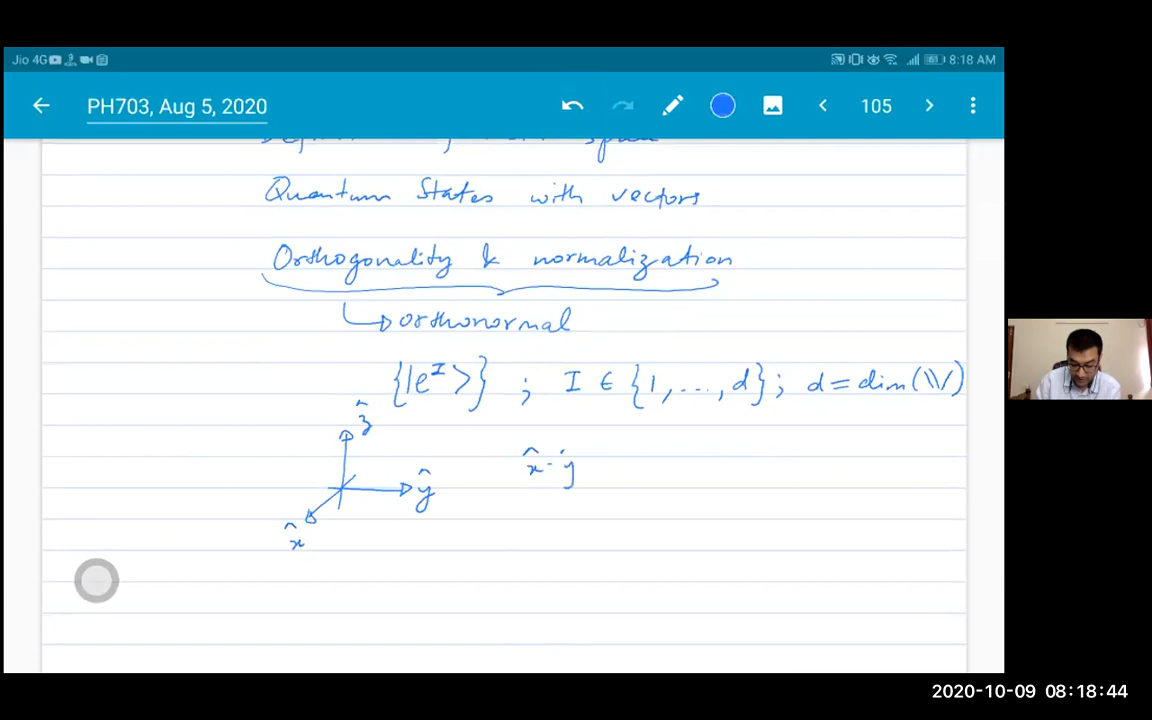 Jio 4G 61 8:18 AM
PH703, Aug 5, 2020 105
Quantum States with vectors
Orthogonality & normalization
↳ orthonormal
{|e^I>} ; I ∈ {1, ..., d}; d = dim(V)
ẑ
x̂ · y
ŷ
x̂
2020-10-09 08:18:44